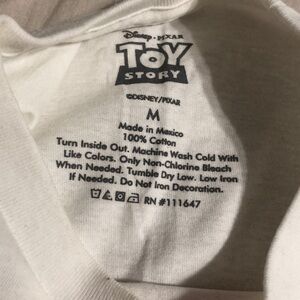 Disney · PIXAR
TOY
STORY
©DISNEY/PIXAR
M
Made in Mexico
100% Cotton
Turn Inside Out. Machine Wash Cold With
Like Colors. Only Non-Chlorine Bleach
When Needed. Tumble Dry Low. Low Iron
If Needed. Do Not Iron Decoration.
RN #111647